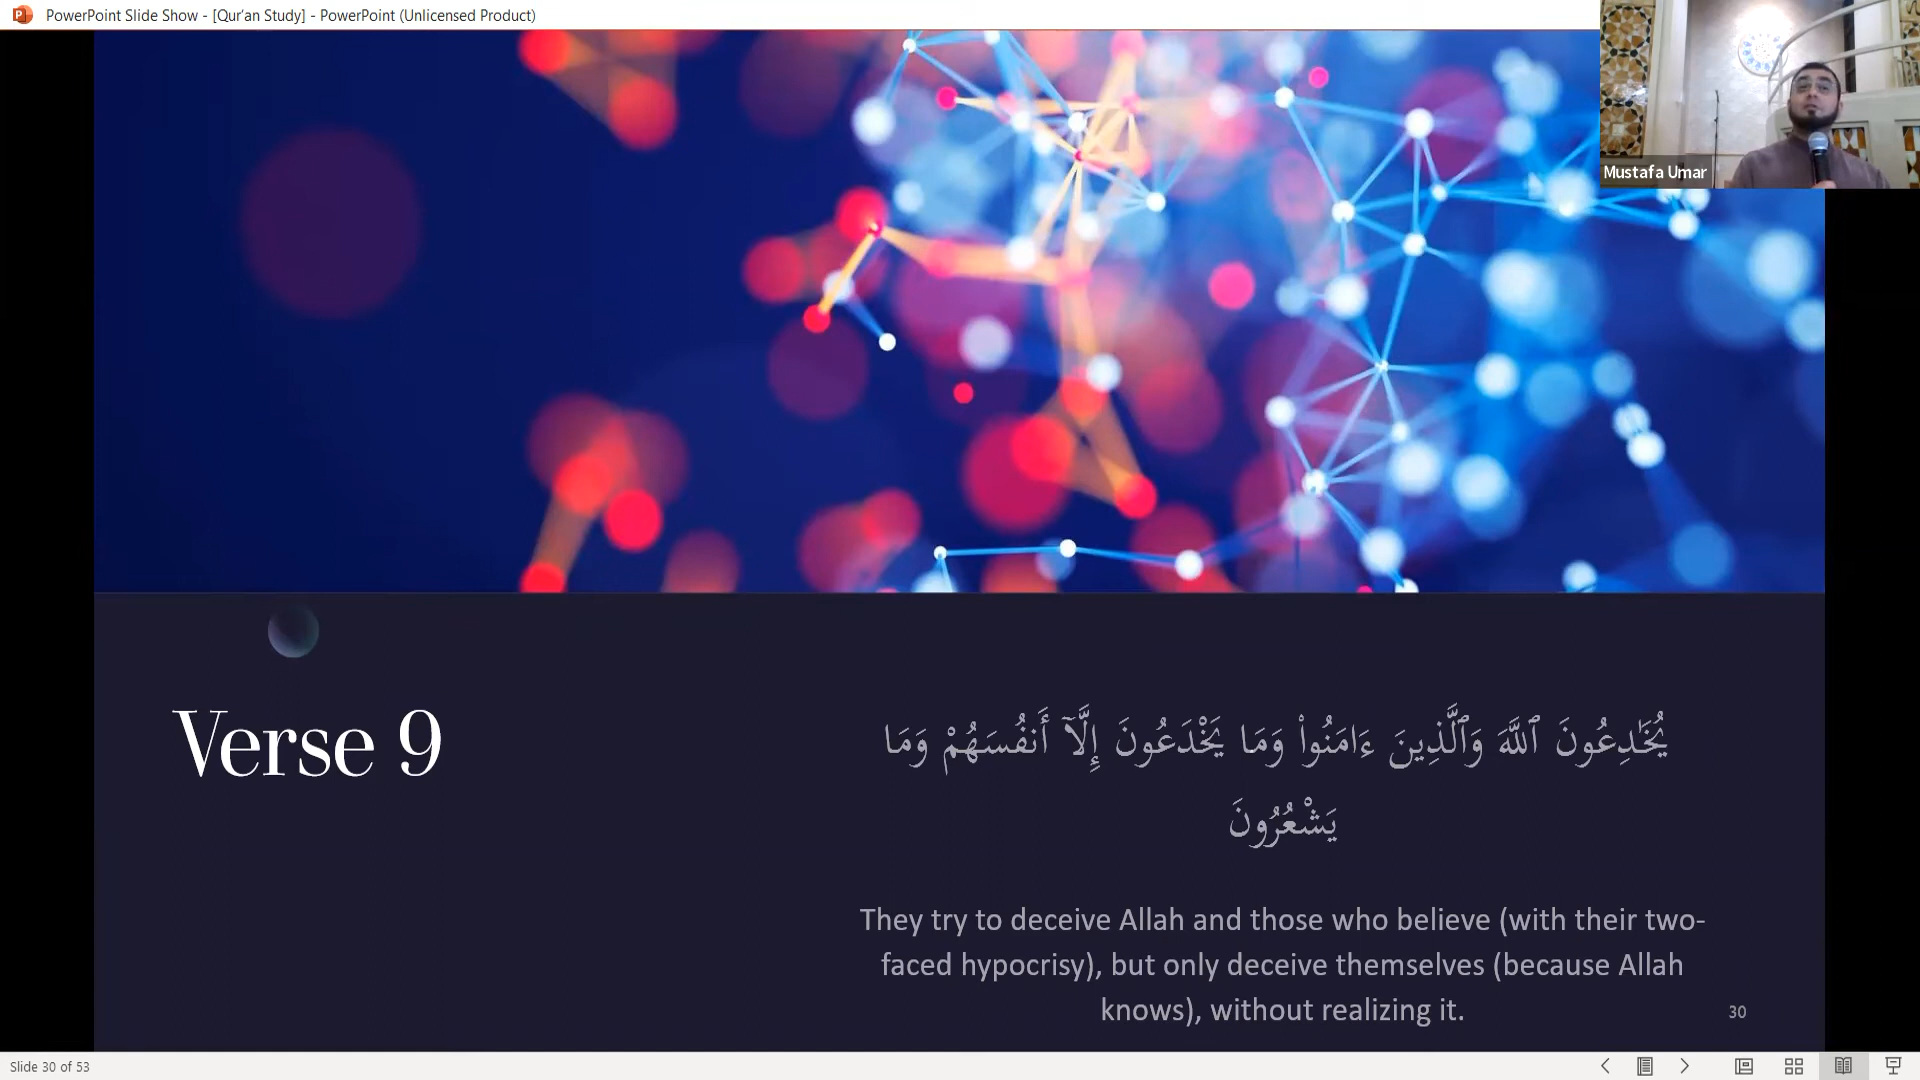 PowerPoint Slide Show - [Qur'an Study] - PowerPoint (Unlicensed Product)
Mustafa Umar
Verse 9
يُخَٰدِعُونَ ٱللَّهَ وَٱلَّذِينَ ءَامَنُوا۟ وَمَا يَخْدَعُونَ إِلَّآ أَنفُسَهُمْ وَمَا
يَشْعُرُونَ
They try to deceive Allah and those who believe (with their two-
faced hypocrisy), but only deceive themselves (because Allah
knows), without realizing it.
30
Slide 30 of 53